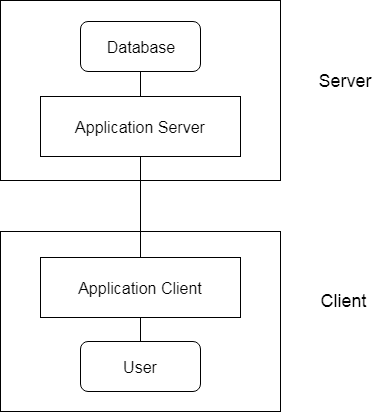 Database
Server
Application Server
Application Client
Client
User